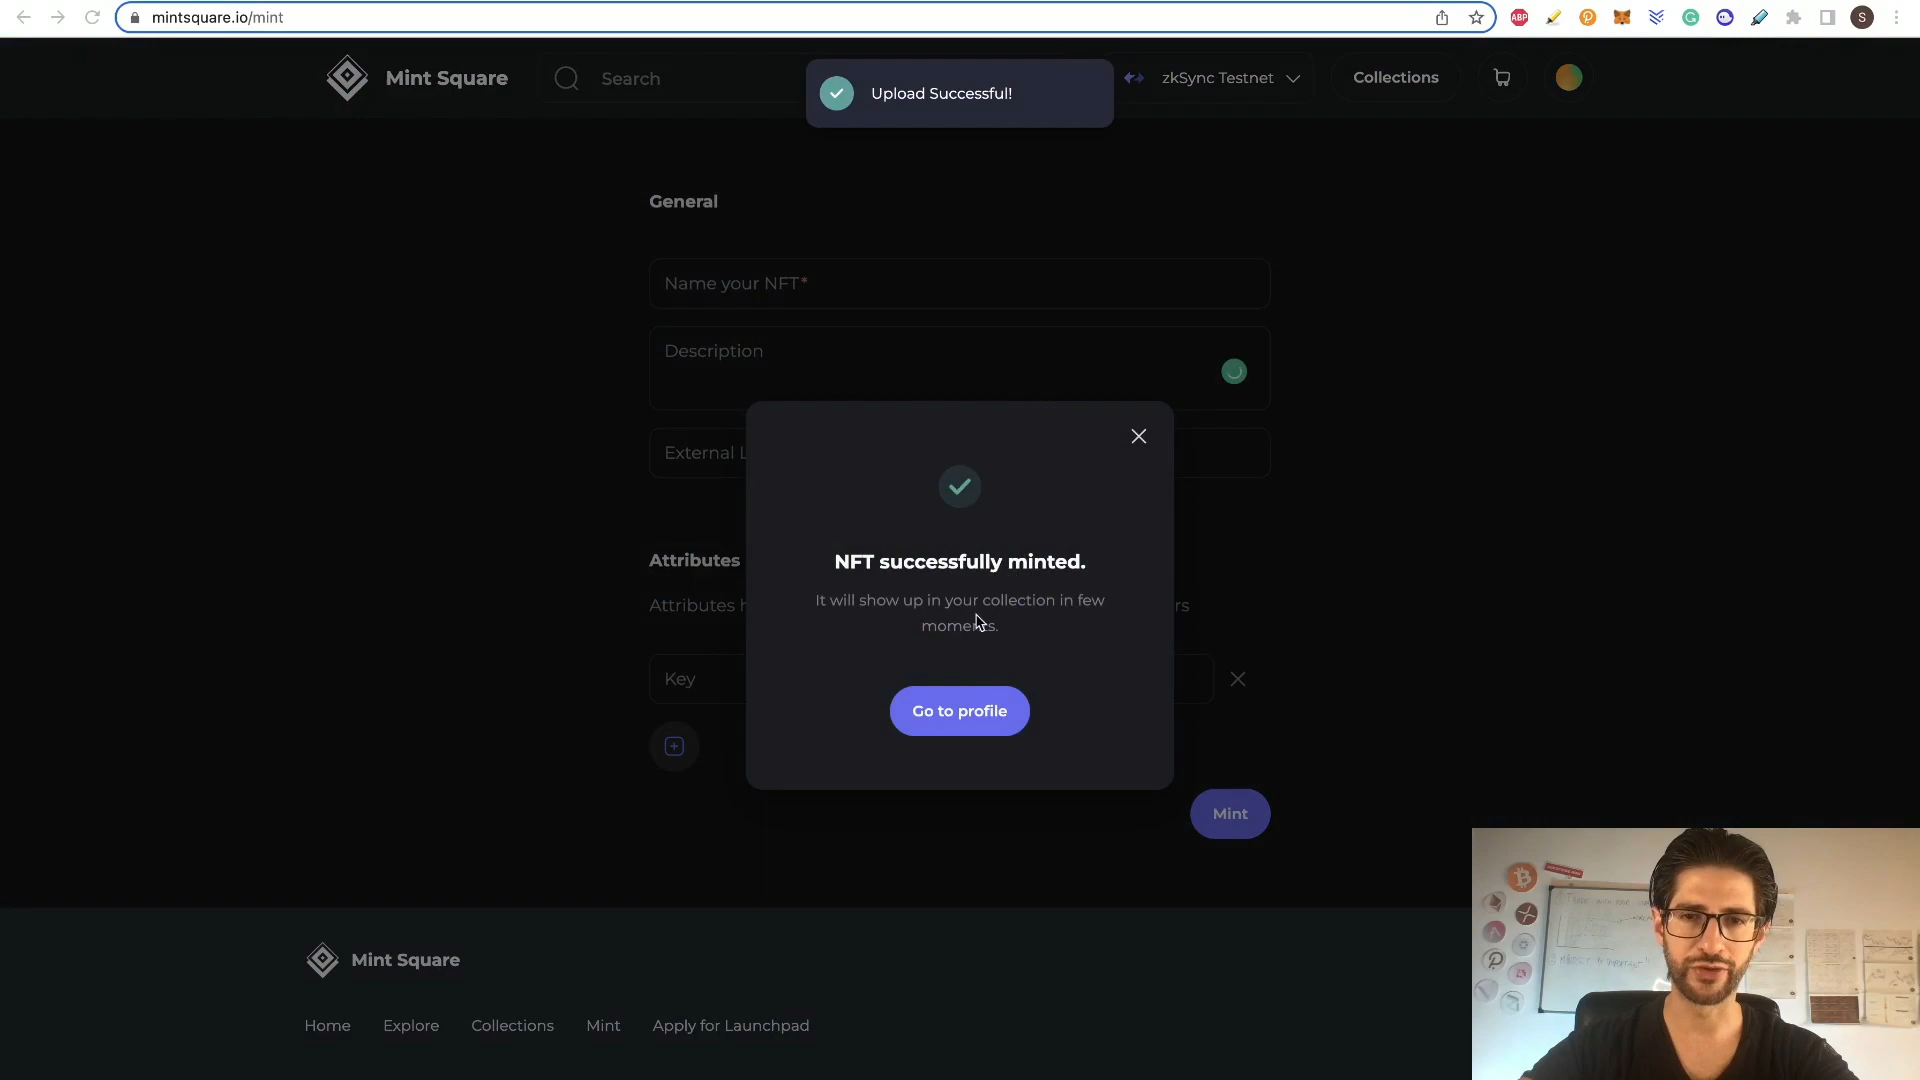 mintsquare.io/mint
ABP
S
Mint Square
Search
Upload Successful!
zkSync Testnet
Collections
General
Name your NFT*
Description
External L
NFT successfully minted.
It will show up in your collection in few
moments.
Attributes
Attributes h
rs
Key
Go to profile
Mint
Mint Square
Home
Explore
Collections
Mint
Apply for Launchpad